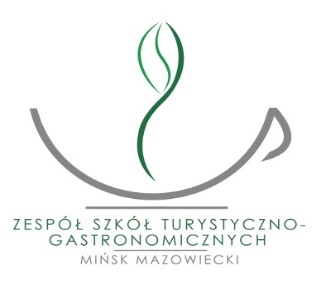 ZESPÓŁ SZKÓŁ TURYSTYCZNO-
GASTRONOMICZNYCH
MIŃSK MAZOWIECKI